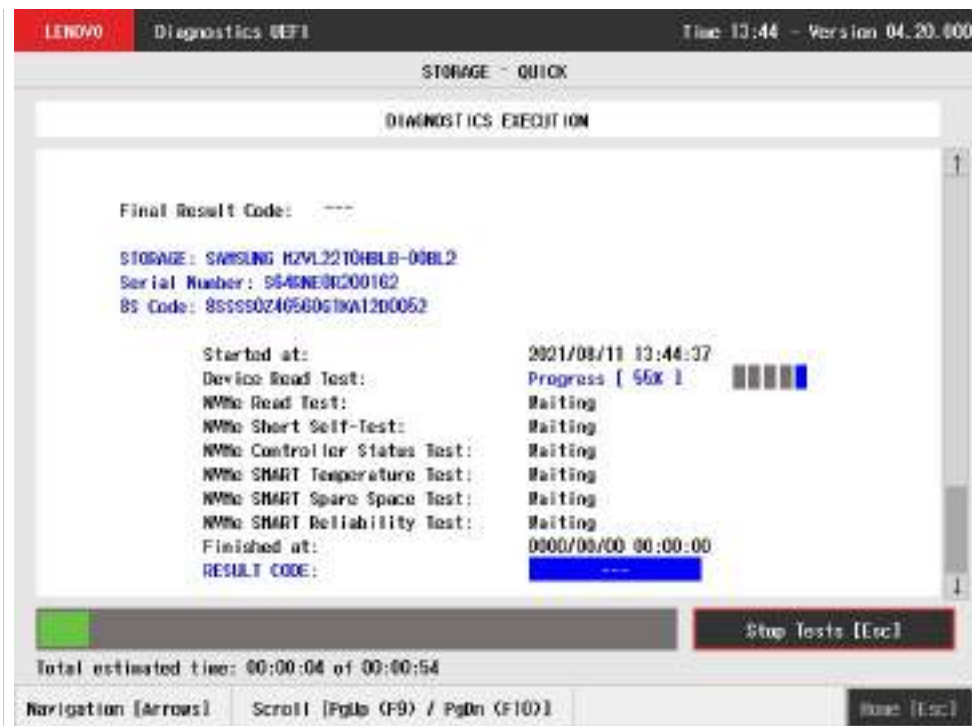 LENOVO Diagnostics UEFI Time 13:44 - Version 04.20.000
STORAGE - QUICK
DIAGNOSTICS EXECUTION
Final Result Code: ---
STORAGE: SAMSUNG
Serial Number:
8S Code:
Started at: 2021/08/11 13:44:37
Device Read Test: Progress [ 55% ]
NVMe Read Test: Waiting
NVMe Short Self-Test: Waiting
NVMe Controller Status Test: Waiting
NVMe SMART Temperature Test: Waiting
NVMe SMART Spare Space Test: Waiting
NVMe SMART Reliability Test: Waiting
Finished at: 0000/00/00 00:00:00
RESULT CODE: ---
Stop Tests [Esc]
Total estimated time: 00:00:04 of 00:00:54
Navigation [Arrows] Scroll [PgUp (F9) / PgDn (F10)] Home [Esc]